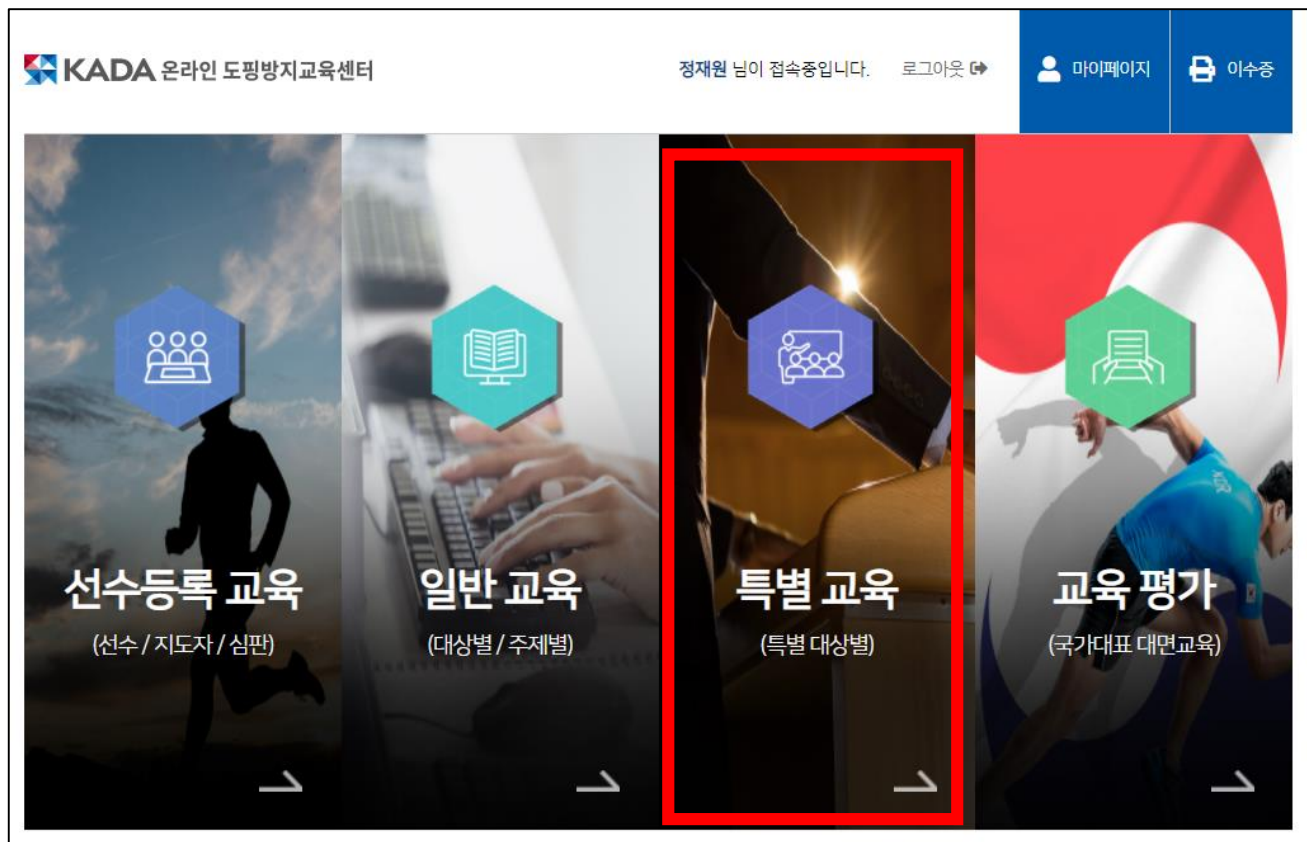 KADA 온라인 도핑방지교육센터
정재원 님이 접속중입니다. 로그아웃
마이페이지
이수증
선수등록 교육
(선수 / 지도자 / 심판)
일반 교육
(대상별 / 주제별)
특별 교육
(특별 대상별)
교육 평가
(국가대표 대면교육)
KOR